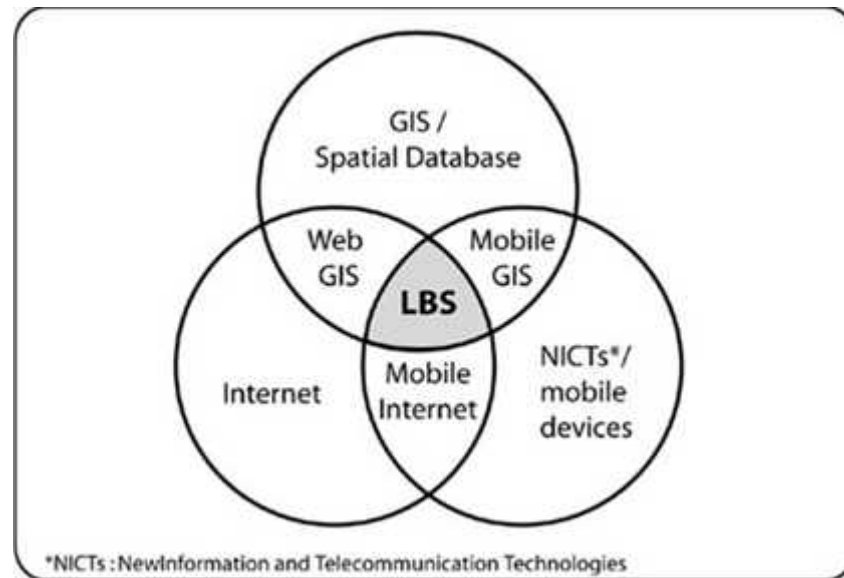 GIS /
Spatial Database
Web
GIS
Mobile
GIS
LBS
Internet
Mobile
Internet
NICTs*/
mobile
devices
*NICTs : NewInformation and Telecommunication Technologies